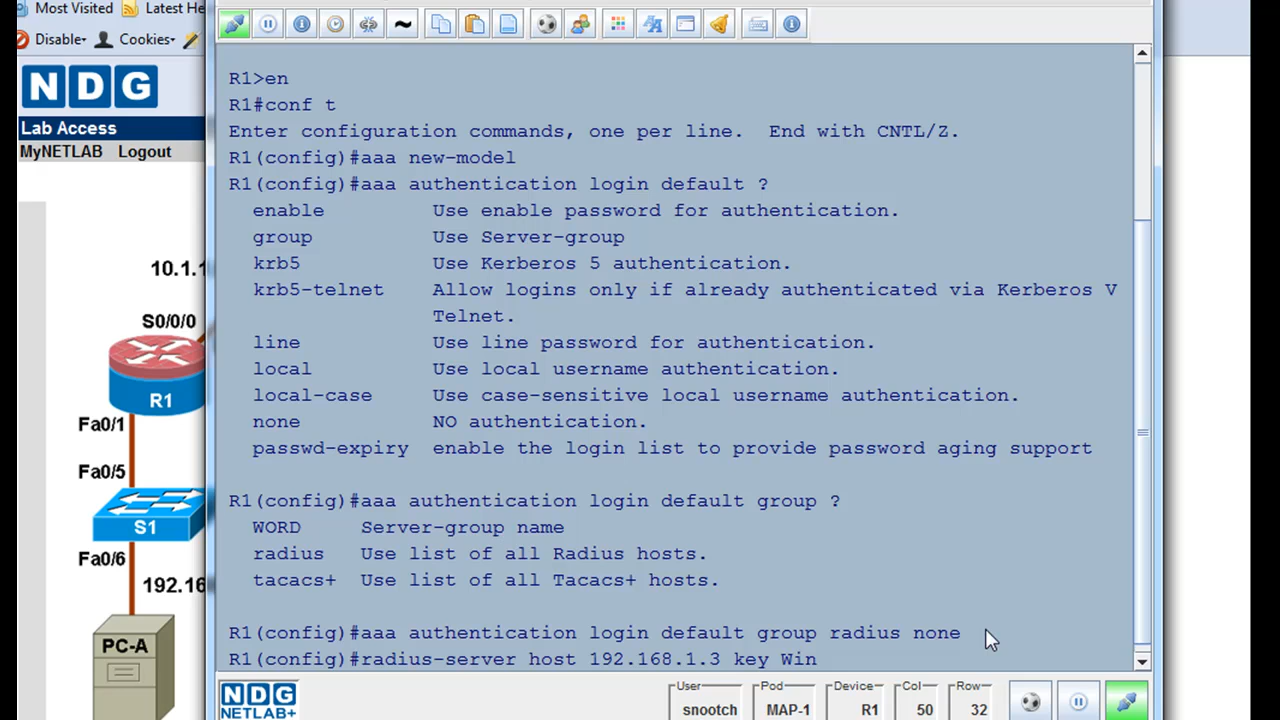 Most Visited Latest He
Disable Cookies
NDG
Lab Access
MyNETLAB Logout
10.1.1
S0/0/0
R1
Fa0/1
Fa0/5
S1
Fa0/6
192.16
PC-A
R1>en
R1#conf t
Enter configuration commands, one per line. End with CNTL/Z.
R1(config)#aaa new-model
R1(config)#aaa authentication login default ?
enable Use enable password for authentication.
group Use Server-group
krb5 Use Kerberos 5 authentication.
krb5-telnet Allow logins only if already authenticated via Kerberos V
Telnet.
line Use line password for authentication.
local Use local username authentication.
local-case Use case-sensitive local username authentication.
none NO authentication.
passwd-expiry enable the login list to provide password aging support
R1(config)#aaa authentication login default group ?
WORD Server-group name
radius Use list of all Radius hosts.
tacacs+ Use list of all Tacacs+ hosts.
R1(config)#aaa authentication login default group radius none
R1(config)#radius-server host 192.168.1.3 key Win
NDG
NETLAB+
User
snootch
Pod
MAP-1
Device
R1
Col
50
Row
32